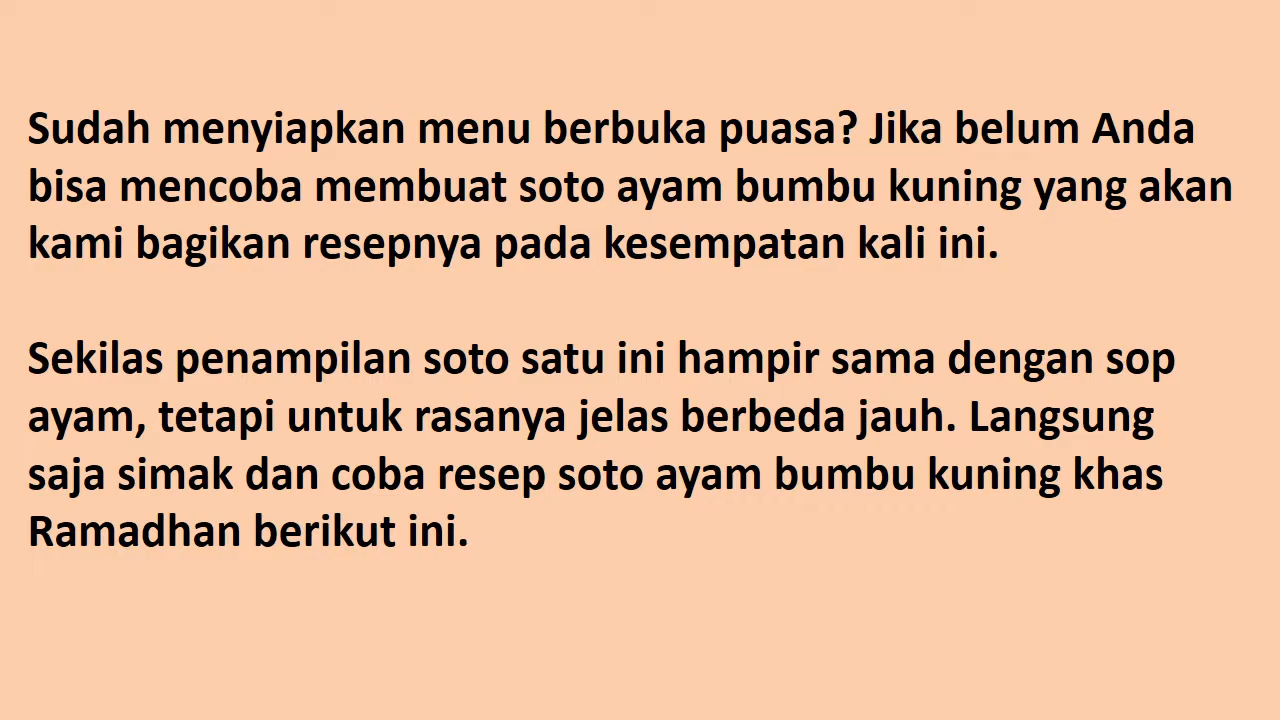 Sudah menyiapkan menu berbuka puasa? Jika belum Anda
bisa mencoba membuat soto ayam bumbu kuning yang akan
kami bagikan resepnya pada kesempatan kali ini.
Sekilas penampilan soto satu ini hampir sama dengan sop
ayam, tetapi untuk rasanya jelas berbeda jauh. Langsung
saja simak dan coba resep soto ayam bumbu kuning khas
Ramadhan berikut ini.